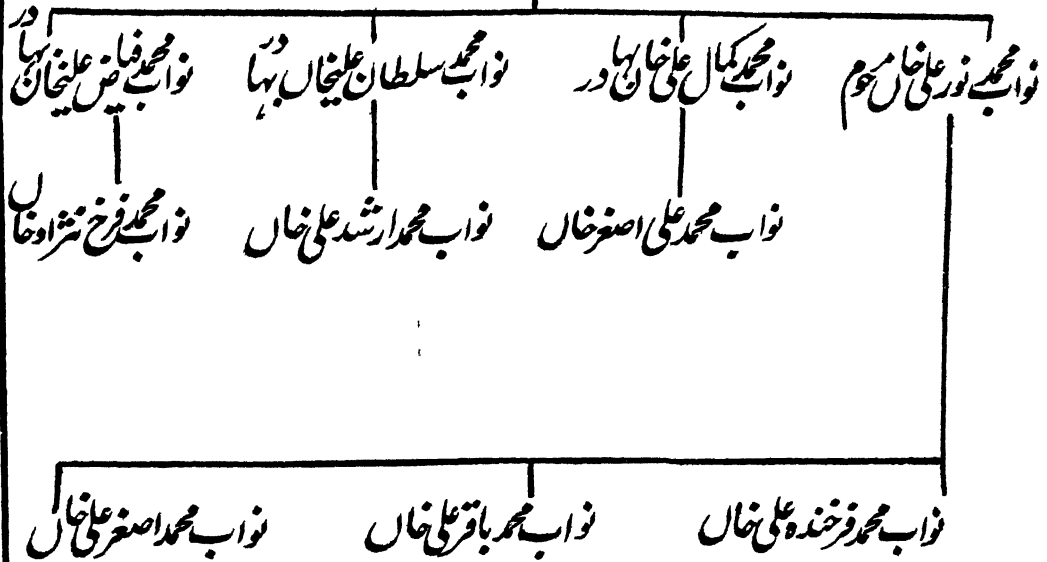 نواب محمد نور علی خاں مرحوم
نواب محمد کمال علی خاں بہادر
نواب محمد سلطان علیخاں بہادر
نواب محمد فیاض علیخاں بہادر
نواب محمد علی اصغر خاں
نواب محمد ارشد علی خاں
نواب محمد فرخ نژاد خاں
نواب محمد فرخندہ علی خاں
نواب محمد باقر علی خاں
نواب محمد اصغر علی خاں